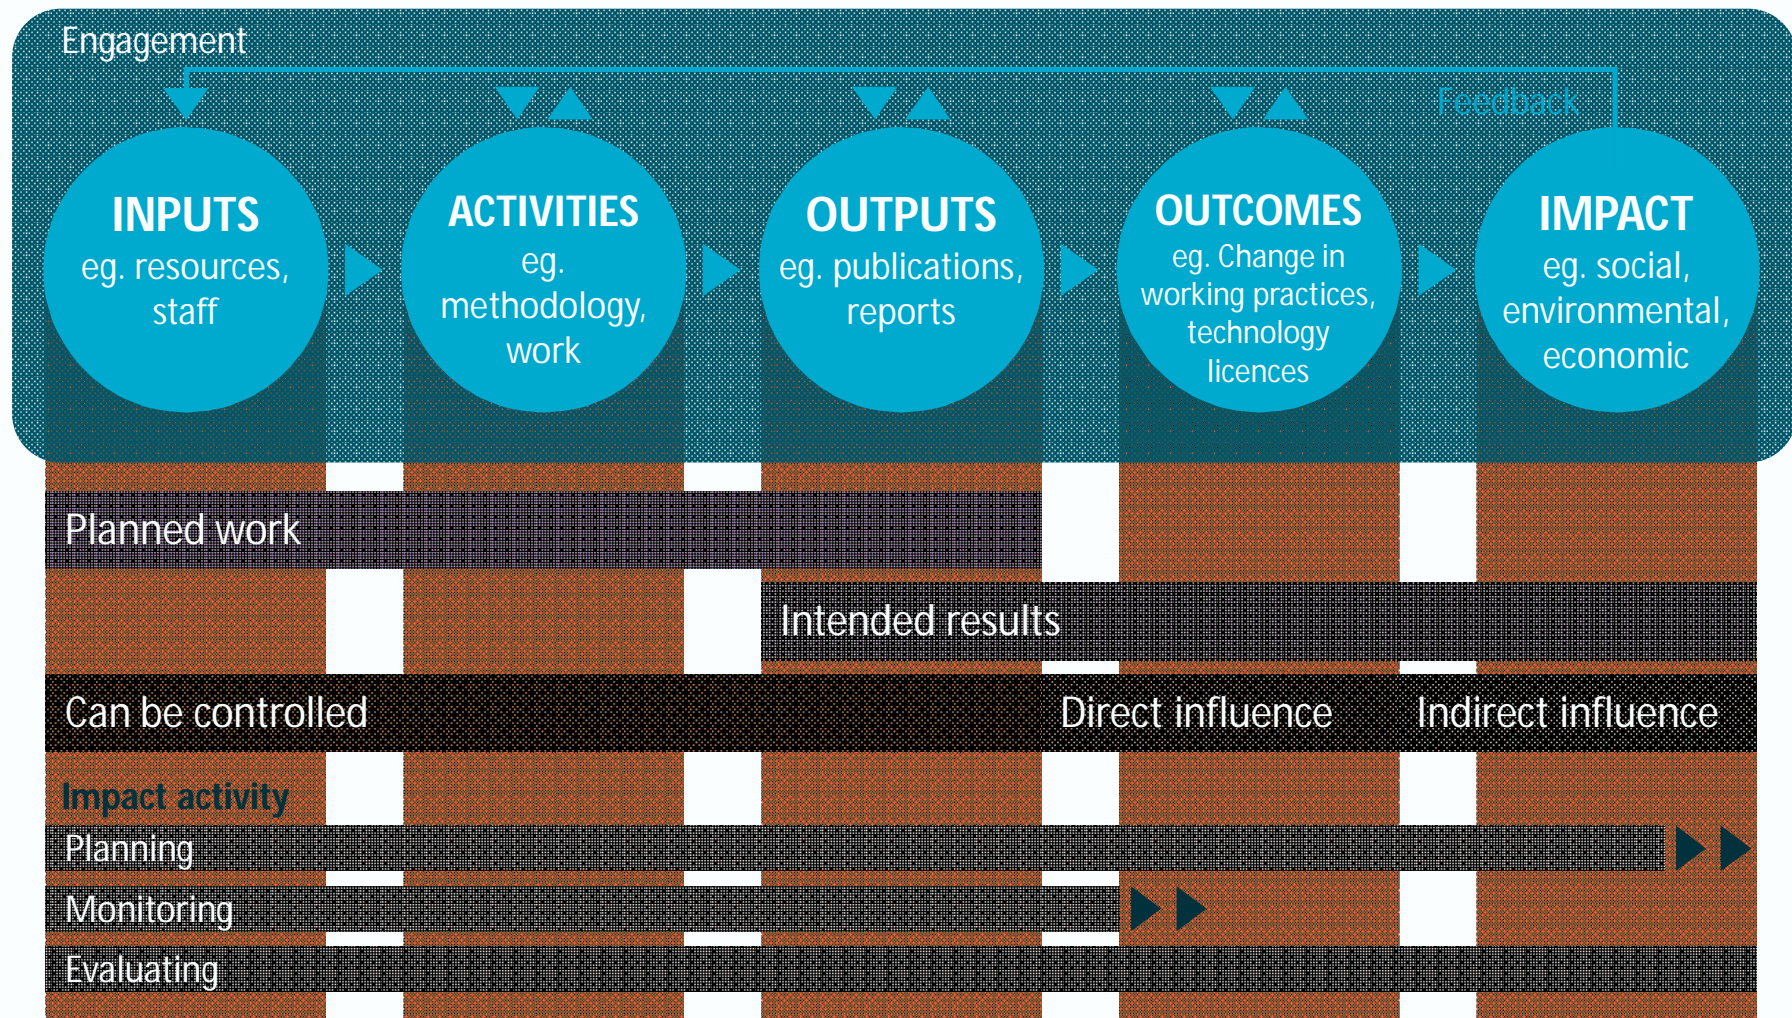 Engagement
Feedback
INPUTS
eg. resources,
staff
ACTIVITIES
eg.
methodology,
work
OUTPUTS
eg. publications,
reports
OUTCOMES
eg. Change in
working practices,
technology
licences
IMPACT
eg. social,
environmental,
economic
Planned work
Intended results
Can be controlled
Direct influence
Indirect influence
Impact activity
Planning
Monitoring
Evaluating